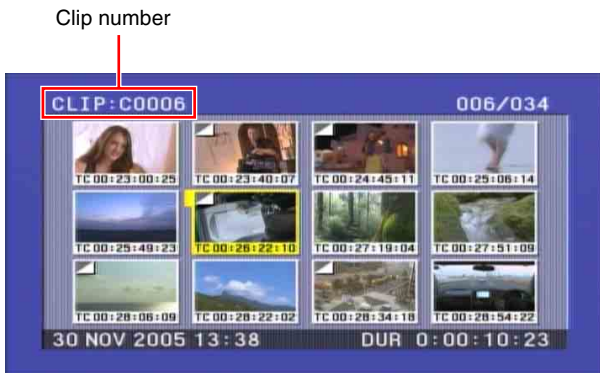 Clip number
CLIP:C0006 006/034
TC 00:23:00:25 TC 00:23:40:07 TC 00:24:45:11 TC 00:25:06:14
TC 00:25:49:23 TC 00:26:22:10 TC 00:27:19:04 TC 00:27:51:09
TC 00:28:06:09 TC 00:28:22:02 TC 00:28:34:18 TC 00:28:54:22
30 NOV 2005 13:38 DUR 0:00:10:23